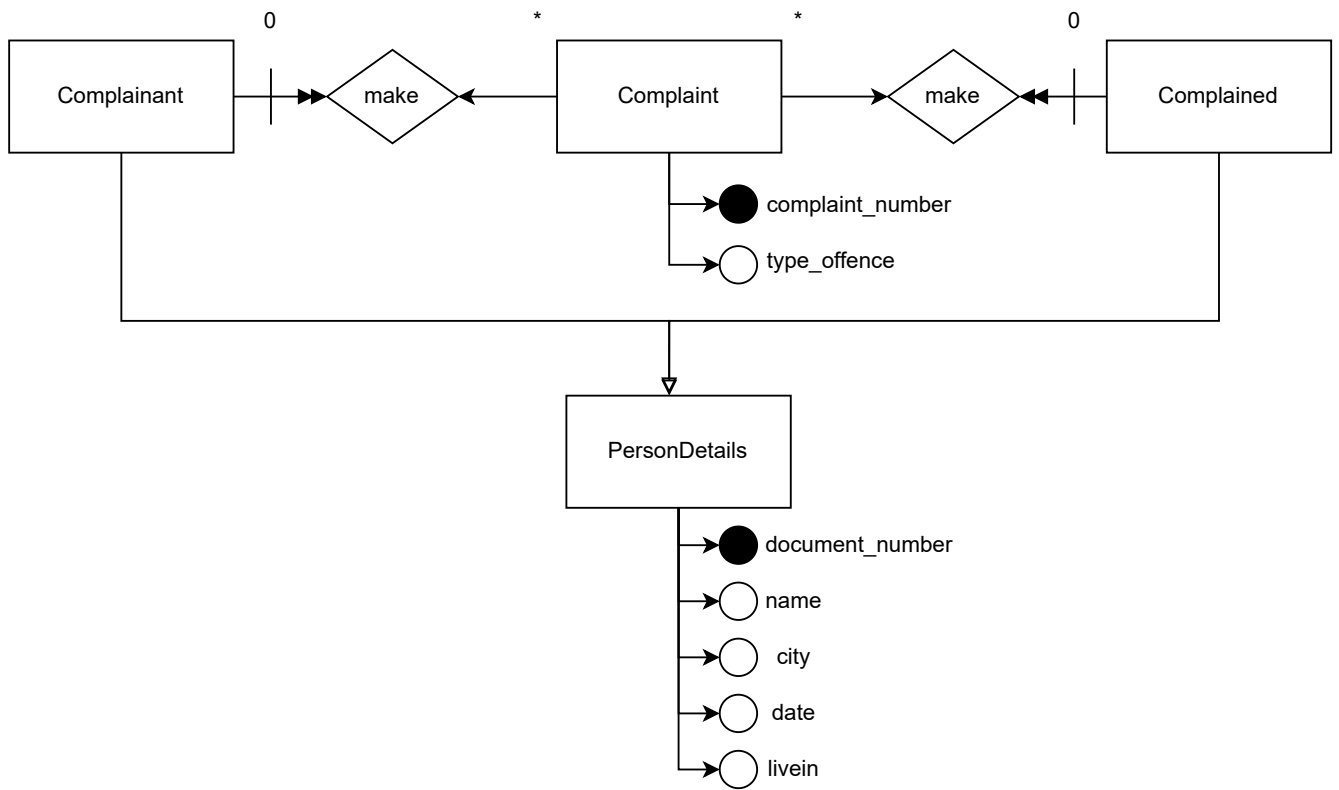 0
*
*
0
Complainant
make
Complaint
make
Complained
complaint_number
type_offence
PersonDetails
document_number
name
city
date
livein